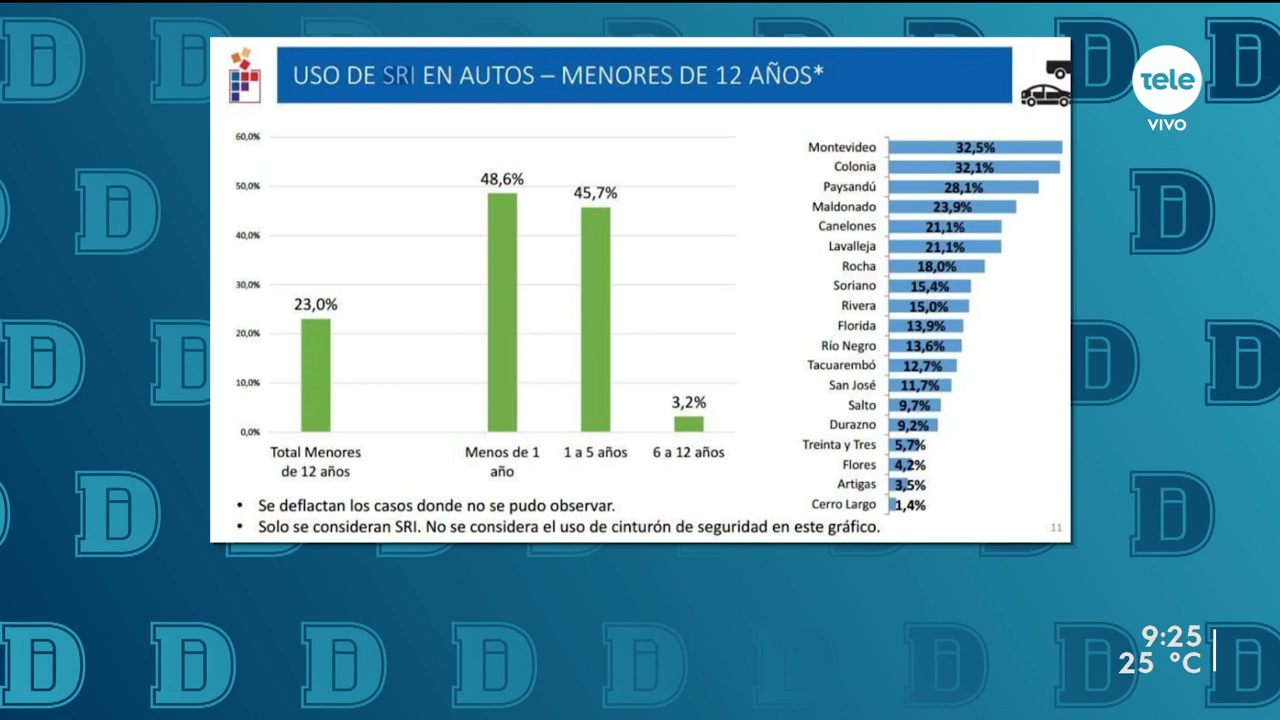 USO DE SRI EN AUTOS – MENORES DE 12 AÑOS*
tele
VIVO
60,0%
50,0%
40,0%
30,0%
20,0%
10,0%
0,0%
23,0%
48,6%
45,7%
3,2%
Total Menores
de 12 años
Menos de 1
año
1 a 5 años
6 a 12 años
Montevideo 32,5%
Colonia 32,1%
Paysandú 28,1%
Maldonado 23,9%
Canelones 21,1%
Lavalleja 21,1%
Rocha 18,0%
Soriano 15,4%
Rivera 15,0%
Florida 13,9%
Río Negro 13,6%
Tacuarembó 12,7%
San José 11,7%
Salto 9,7%
Durazno 9,2%
Treinta y Tres 5,7%
Flores 4,2%
Artigas 3,5%
Cerro Largo 1,4%
• Se deflactan los casos donde no se pudo observar.
• Solo se consideran SRI. No se considera el uso de cinturón de seguridad en este gráfico.
11
9:25
25 °C